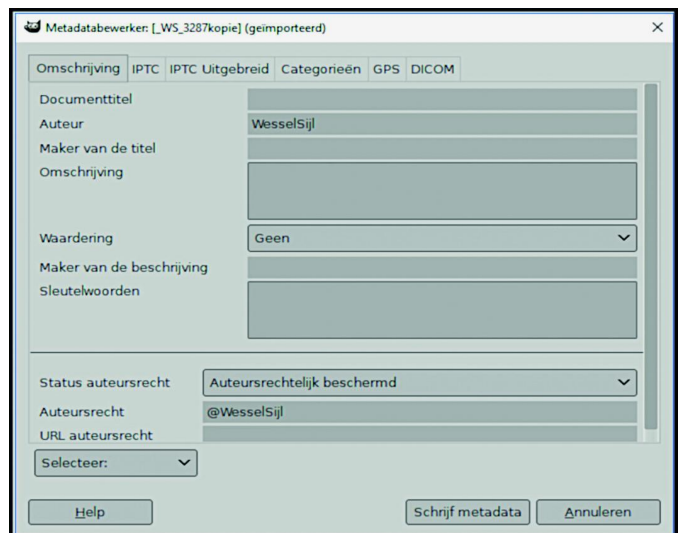 Metadatabewerker: [_WS_3287kopie] (geïmporteerd)
Omschrijving IPTC IPTC Uitgebreid Categorieën GPS DICOM
Documenttitel
Auteur WesselSijl
Maker van de titel
Omschrijving
Waardering Geen
Maker van de beschrijving
Sleutelwoorden
Status auteursrecht Auteursrechtelijk beschermd
Auteursrecht @WesselSijl
URL auteursrecht
Selecteer:
Help Schrijf metadata Annuleren